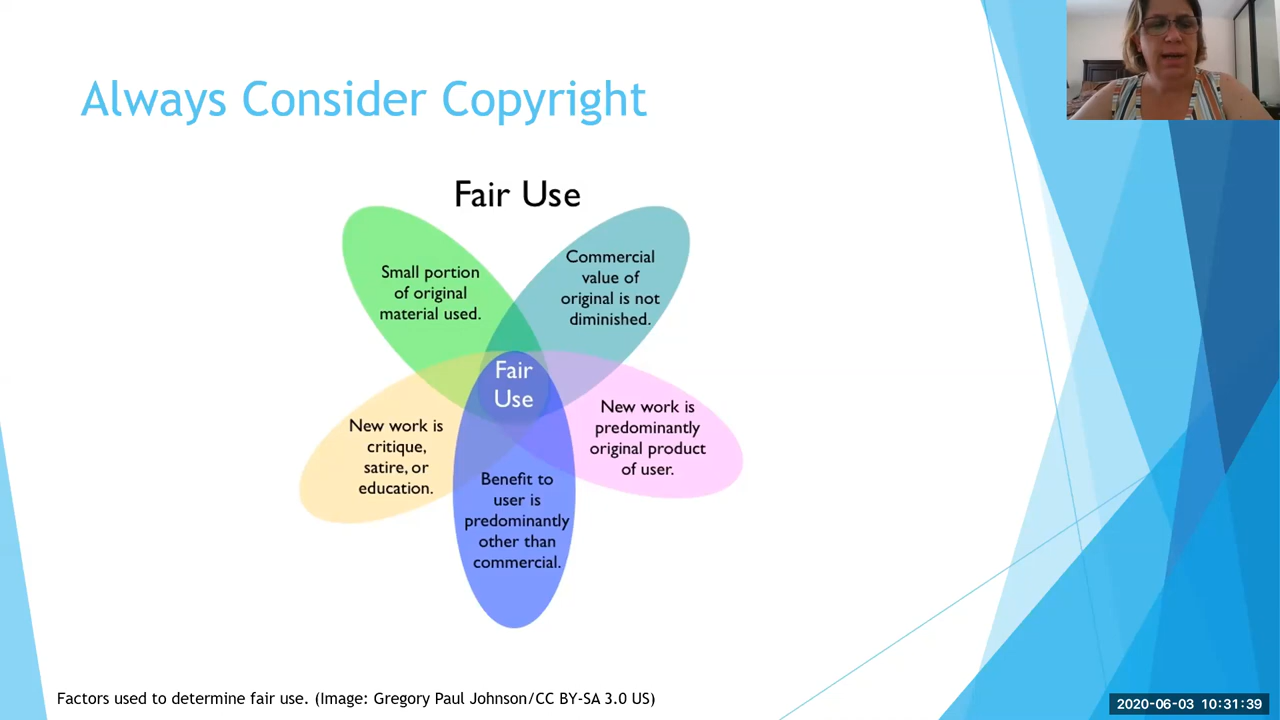 Always Consider Copyright
Fair Use
Small portion
of original
material used.
Commercial
value of
original is not
diminished.
Fair
Use
New work is
critique,
satire, or
education.
New work is
predominantly
original product
of user.
Benefit to
user is
predominantly
other than
commercial.
Factors used to determine fair use. (Image: Gregory Paul Johnson/CC BY-SA 3.0 US)
2020-06-03 10:31:39